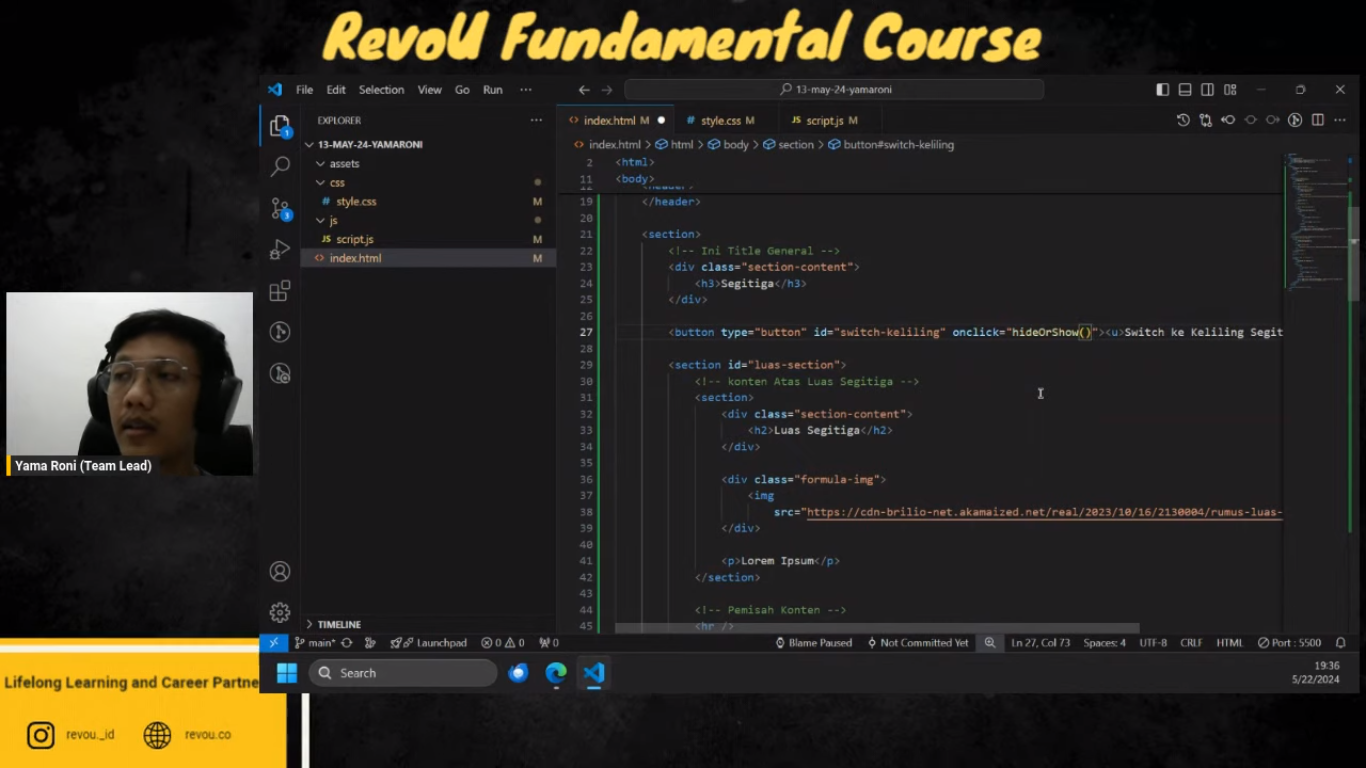 RevoU Fundamental Course
File Edit Selection View Go Run ···
13-may-24-yamaroni
EXPLORER
13-MAY-24-YAMARONI
assets
css
# style.css M
js
JS script.js M
<> index.html M
TIMELINE
<> index.html M # style.css M JS script.js M
<> index.html > html > body > section > button#switch-keliling
2 <html>
11 <body>
12 <header>
19 </header>
20
21 <section>
22 <!-- Ini Title General -->
23 <div class="section-content">
24 <h3>Segitiga</h3>
25 </div>
26
27 <button type="button" id="switch-keliling" onclick="hideOrShow()"><u>Switch ke Keliling Segit
28
29 <section id="luas-section">
30 <!-- konten Atas Luas Segitiga -->
31 <section>
32 <div class="section-content">
33 <h2>Luas Segitiga</h2>
34 </div>
35
36 <div class="formula-img">
37 <img
38 src="https://cdn-brilio-net.akamaized.net/real/2023/10/16/2130004/rumus-luas-
39 </div>
40
41 <p>Lorem Ipsum</p>
42 </section>
43
44 <!-- Pemisah Konten -->
45 <hr />
1
3
Yama Roni (Team Lead)
main* Launchpad 0 0 0 Blame Paused Not Committed Yet Ln 27, Col 73 Spaces: 4 UTF-8 CRLF HTML Port : 5500
Search
19:36
5/22/2024
Lifelong Learning and Career Partne
revou_id revou.co